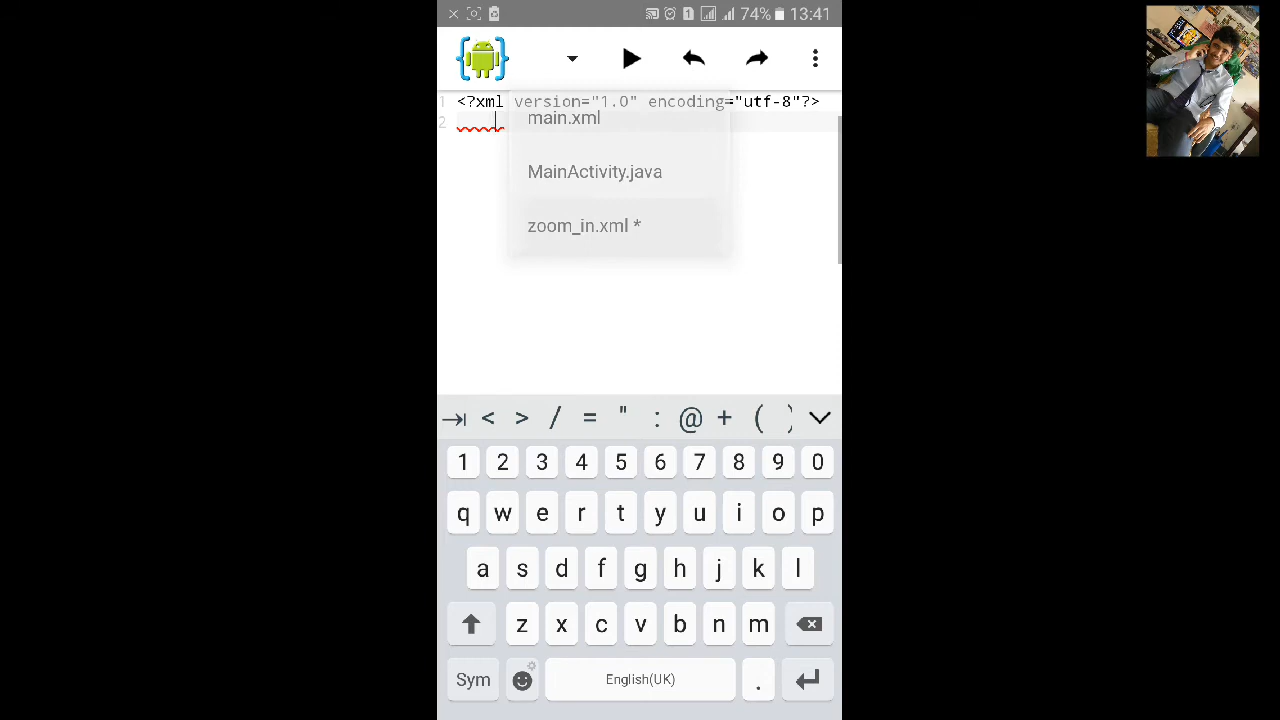 74% 13:41
1 <?xml version="1.0" encoding="utf-8"?>
2
main.xml
MainActivity.java
zoom_in.xml *
< > / = " : @ + ( )
1 2 3 4 5 6 7 8 9 0
q w e r t y u i o p
a s d f g h j k l
z x c v b n m
Sym English(UK) .